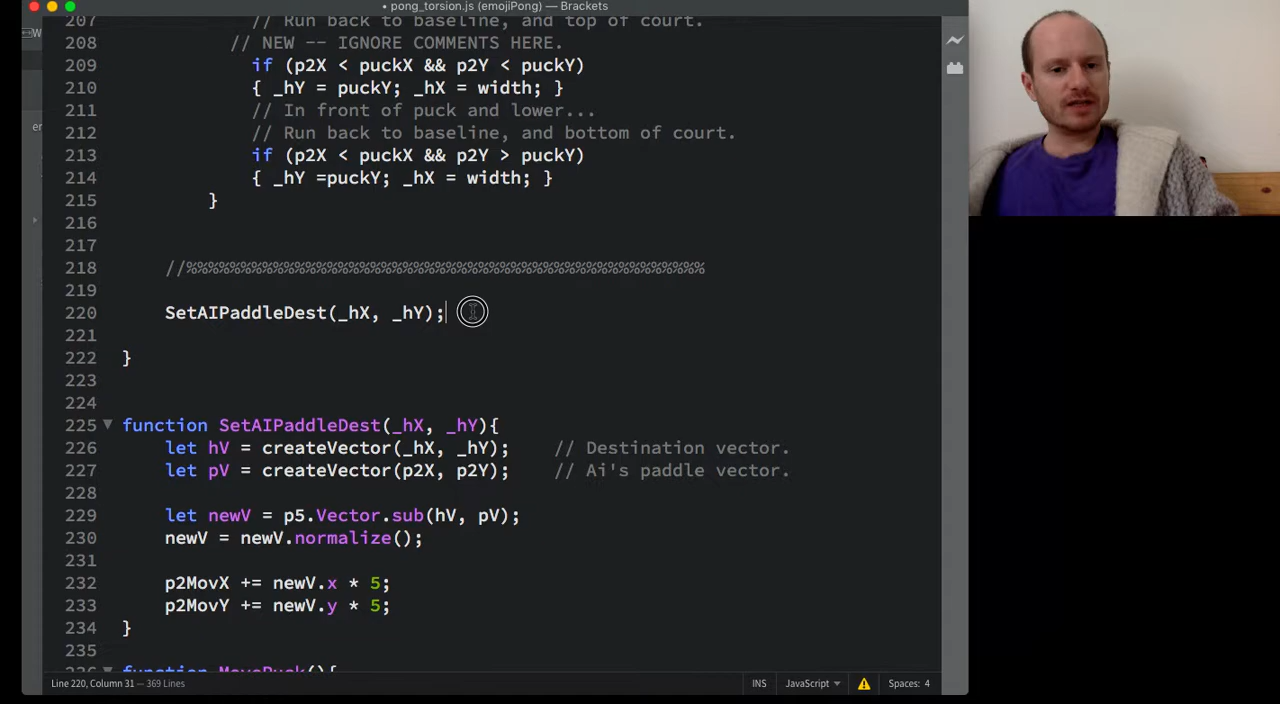 • pong_torsion.js (emojiPong) — Brackets
207 // Run back to baseline, and top of court.
208 // NEW -- IGNORE COMMENTS HERE.
209 if (p2X < puckX && p2Y < puckY)
210 { _hY = puckY; _hX = width; }
211 // In front of puck and lower...
212 // Run back to baseline, and bottom of court.
213 if (p2X < puckX && p2Y > puckY)
214 { _hY =puckY; _hX = width; }
215 }
216
217
218 //%%%%%%%%%%%%%%%%%%%%%%%%%%%%%%%%%%%%%%%%%%%%%%%%
219
220 SetAIPaddleDest(_hX, _hY);
221
222 }
223
224
225 function SetAIPaddleDest(_hX, _hY){
226 let hV = createVector(_hX, _hY); // Destination vector.
227 let pV = createVector(p2X, p2Y); // Ai's paddle vector.
228
229 let newV = p5.Vector.sub(hV, pV);
230 newV = newV.normalize();
231
232 p2MovX += newV.x * 5;
233 p2MovY += newV.y * 5;
234 }
235
236 function MovePuck(){
Line 220, Column 31 — 369 Lines INS JavaScript Spaces: 4